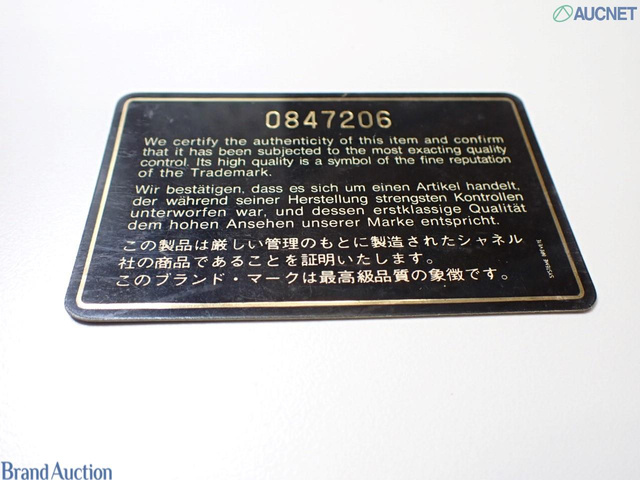 AUCNET
0847206
We certify the authenticity of this item and confirm
that it has been subjected to the most exacting quality
control. Its high quality is a symbol of the fine reputation
of the Trademark.
Wir bestätigen, dass es sich um einen Artikel handelt,
der während seiner Herstellung strengsten Kontrollen
unterworfen war, und dessen erstklassige Qualität
dem hohen Ansehen unserer Marke entspricht.
この製品は厳しい管理のもとに製造されたシャネル
社の商品であることを証明いたします。
このブランド・マークは最高級品質の象徴です。
Brand Auction